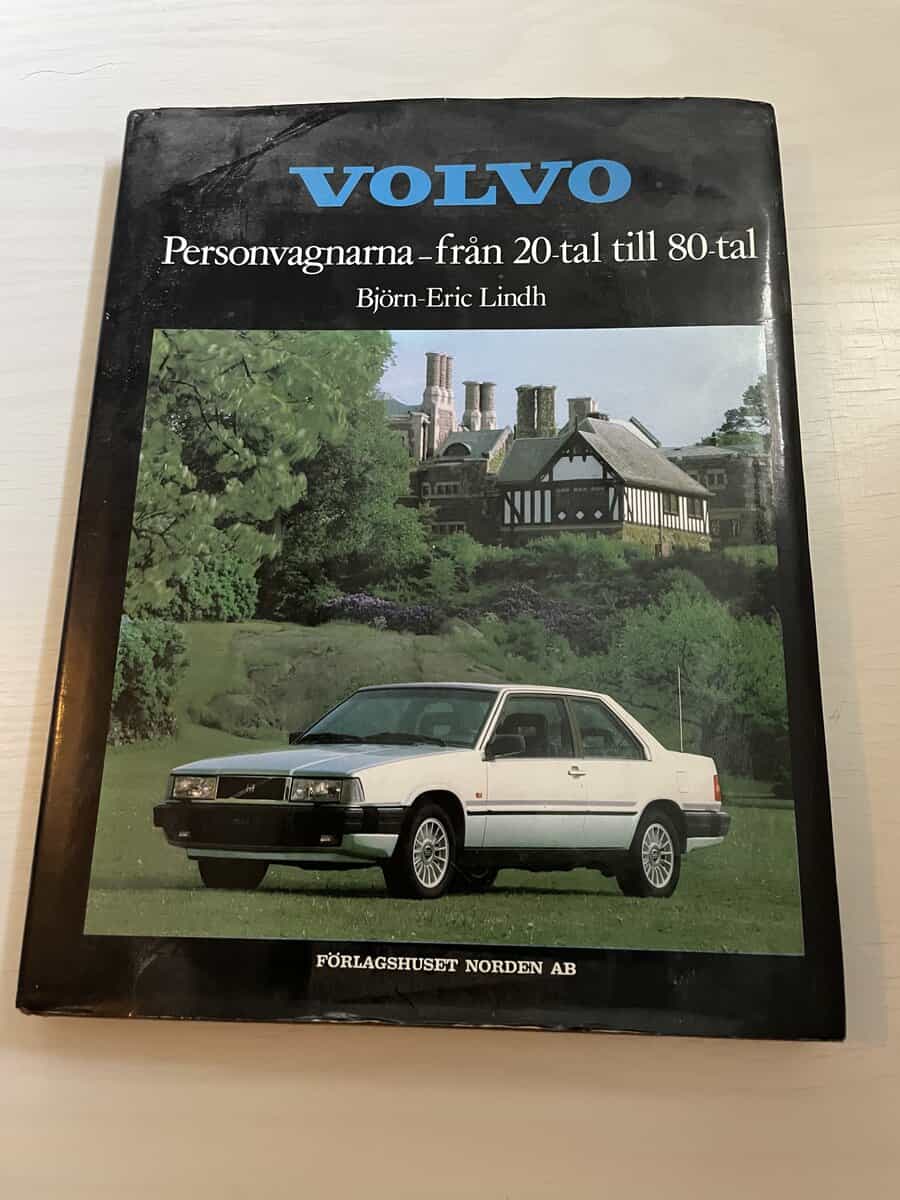 VOLVO
Personvagnarna – från 20-tal till 80-tal
Björn-Eric Lindh
FÖRLAGSHUSET NORDEN AB